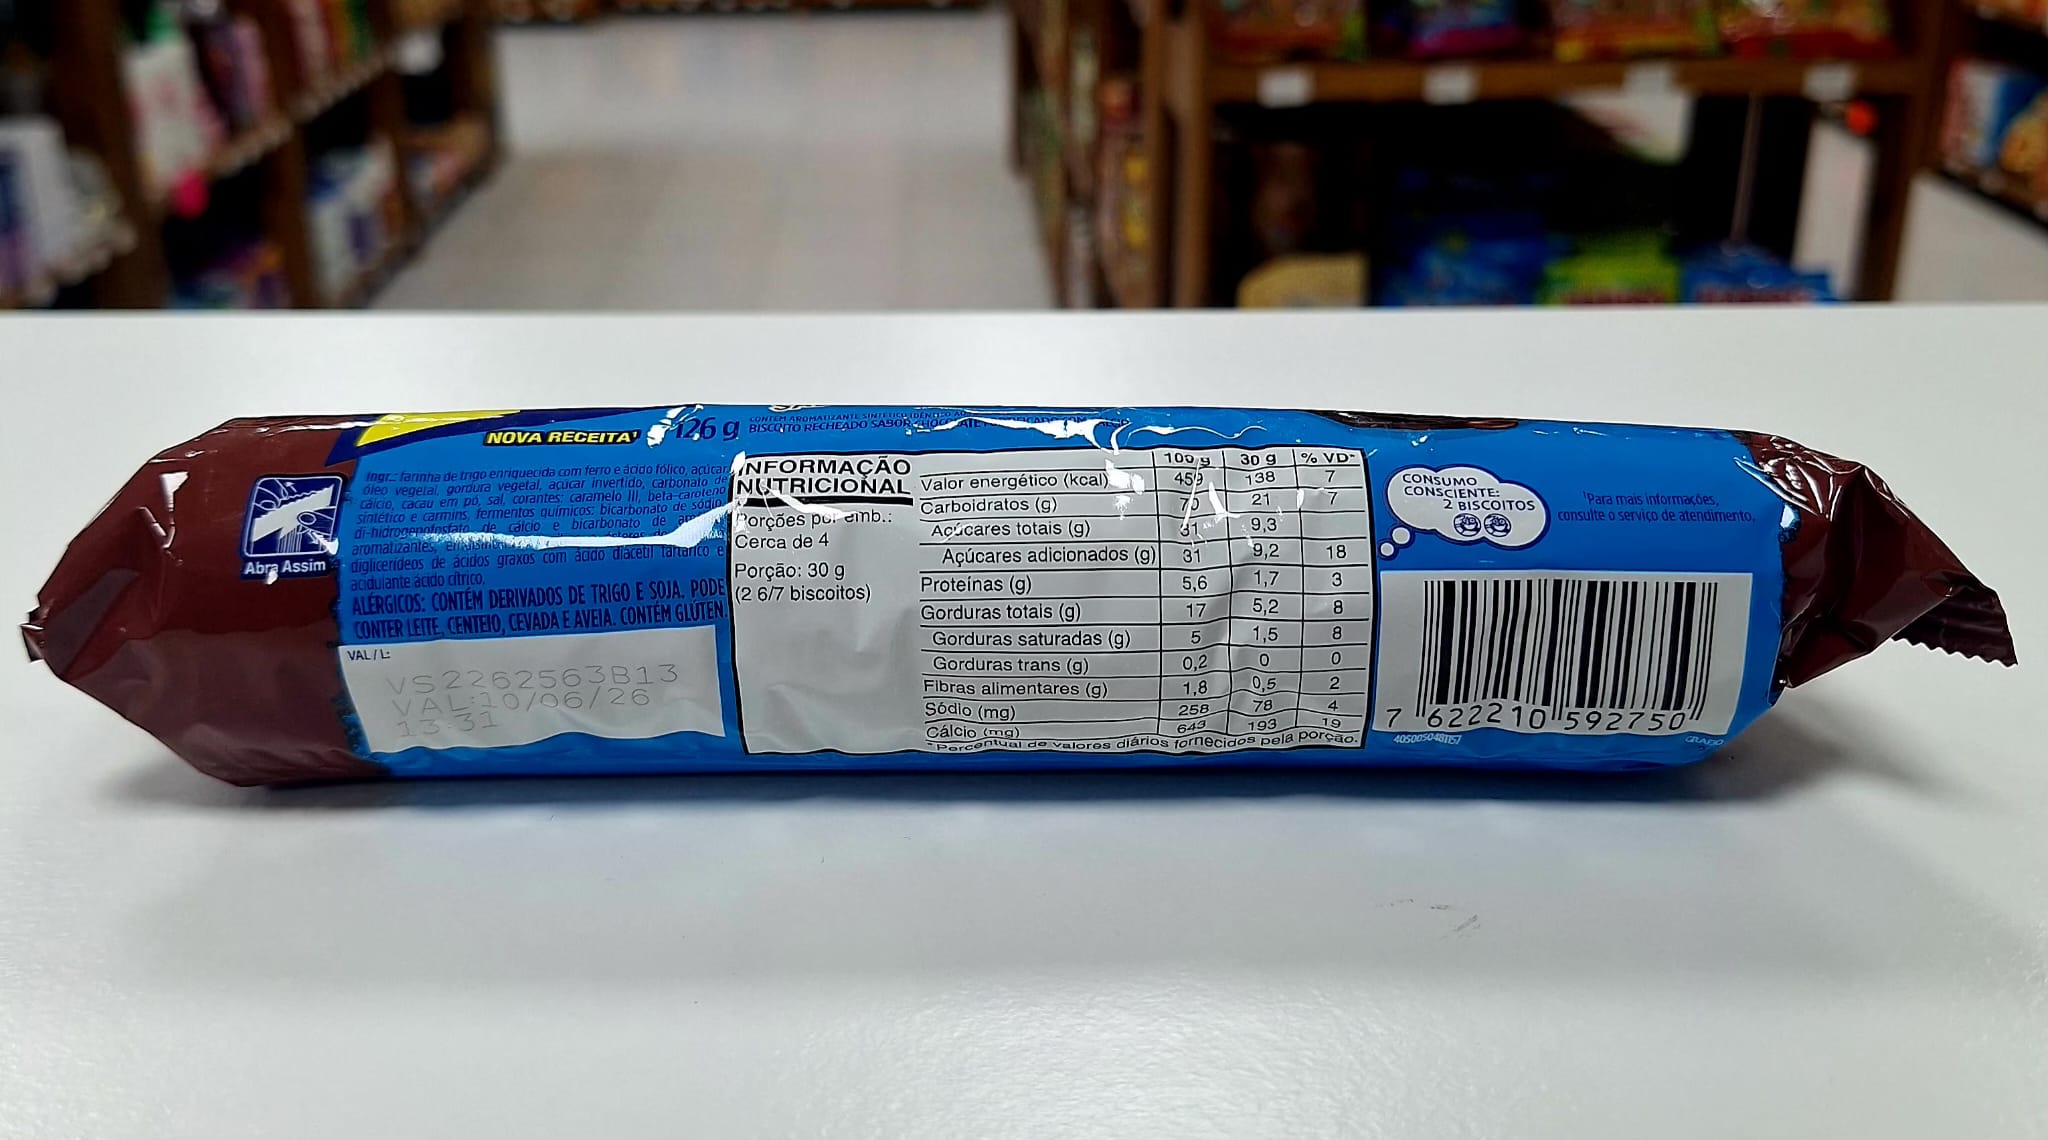 NOVA RECEITA¹
126 g
CONTÉM AROMATIZANTE SINTÉTICO IDÊNTICO AO
BISCOITO RECHEADO SABOR CHOCOLATE
Ingr.: farinha de trigo enriquecida com ferro e ácido fólico, açúcar,
óleo vegetal, gordura vegetal, açúcar invertido, carbonato de
cálcio, cacau em pó, sal, corantes: caramelo III, beta-caroteno
sintético e carmins, fermentos químicos: bicarbonato de sódio,
di-hidrogenofosfato de cálcio e bicarbonato de
aromatizantes,
diglicerídeos de ácidos graxos com ácido diacetil tartárico e
acidulante ácido cítrico.
ALÉRGICOS: CONTÉM DERIVADOS DE TRIGO E SOJA. PODE
CONTER LEITE, CENTEIO, CEVADA E AVEIA. CONTÉM GLÚTEN.
Abra Assim
VAL/L:
VS2262563B13
VAL:10/06/26
13:31
INFORMAÇÃO
NUTRICIONAL
Porções por emb.:
Cerca de 4
Porção: 30 g
(2 6/7 biscoitos)
100 g 30 g % VD*
Valor energético (kcal) 459 138 7
Carboidratos (g) 70 21 7
Açúcares totais (g) 31 9,3
Açúcares adicionados (g) 31 9,2 18
Proteínas (g) 5,6 1,7 3
Gorduras totais (g) 17 5,2 8
Gorduras saturadas (g) 5 1,5 8
Gorduras trans (g) 0,2 0 0
Fibras alimentares (g) 1,8 0,5 2
Sódio (mg) 258 78 4
Cálcio (mg) 643 193 19
*Percentual de valores diários fornecidos pela porção.
CONSUMO
CONSCIENTE:
2 BISCOITOS
¹Para mais informações,
consulte o serviço de atendimento.
7 622210 592750